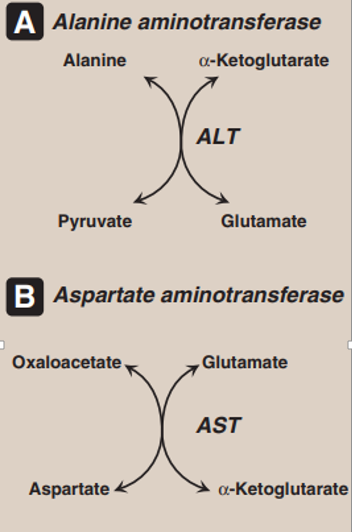 A Alanine aminotransferase
Alanine α-Ketoglutarate
ALT
Pyruvate Glutamate
B Aspartate aminotransferase
Oxaloacetate Glutamate
AST
Aspartate α-Ketoglutarate